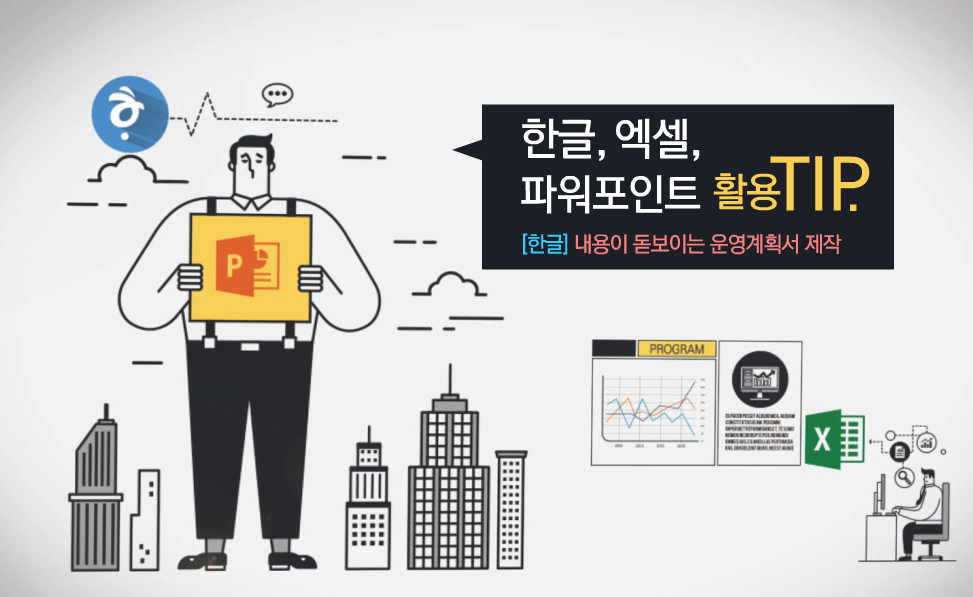 한글, 엑셀,
파워포인트 활용TIP.
[한글] 내용이 돋보이는 운영계획서 제작
P
PROGRAM
X